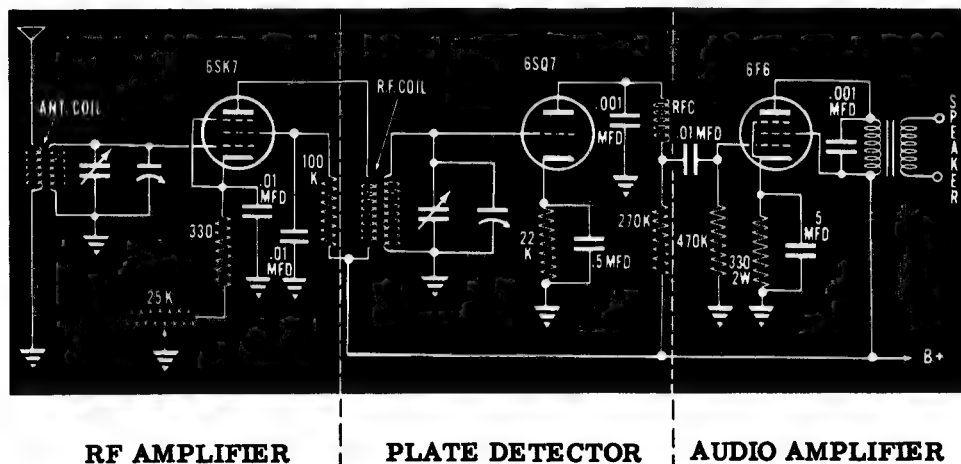 6SK7
6SQ7
6F6
ANT. COIL
R.F. COIL
.001
MFD
RFC
.01 MFD
.001
MFD
SPEAKER
100
K
.01
MFD
.01
MFD
330
25K
22
K
.5 MFD
270K
470K
330
2W
.5
MFD
B+
RF AMPLIFIER
PLATE DETECTOR
AUDIO AMPLIFIER